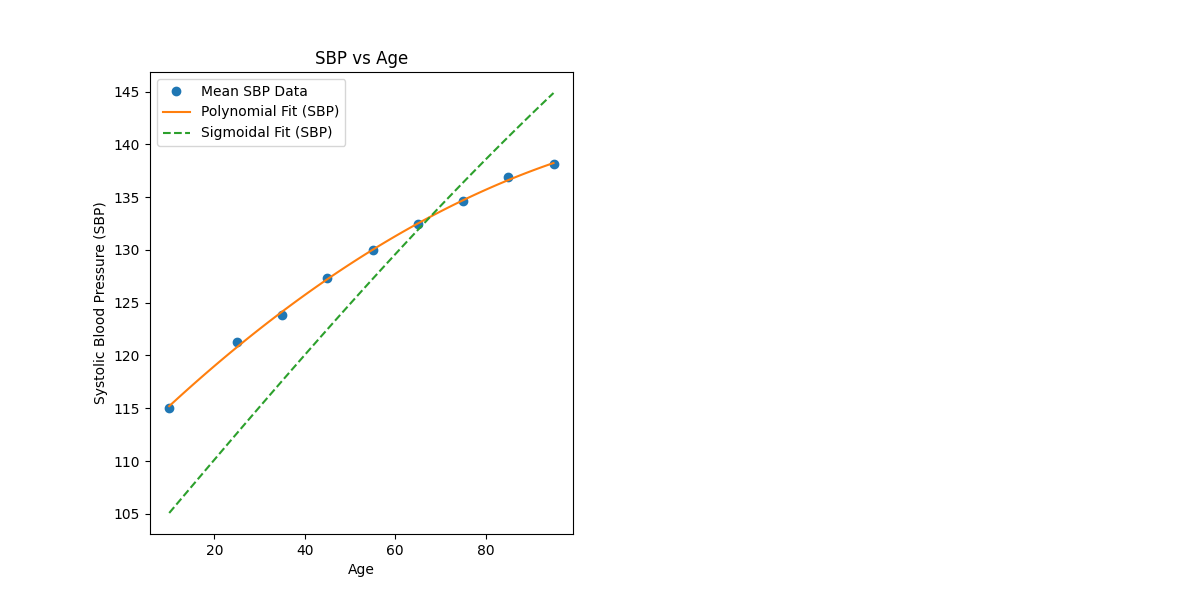 SBP vs Age
Mean SBP Data
Polynomial Fit (SBP)
Sigmoidal Fit (SBP)
145
140
135
130
125
120
115
110
105
Systolic Blood Pressure (SBP)
20 40 60 80
Age